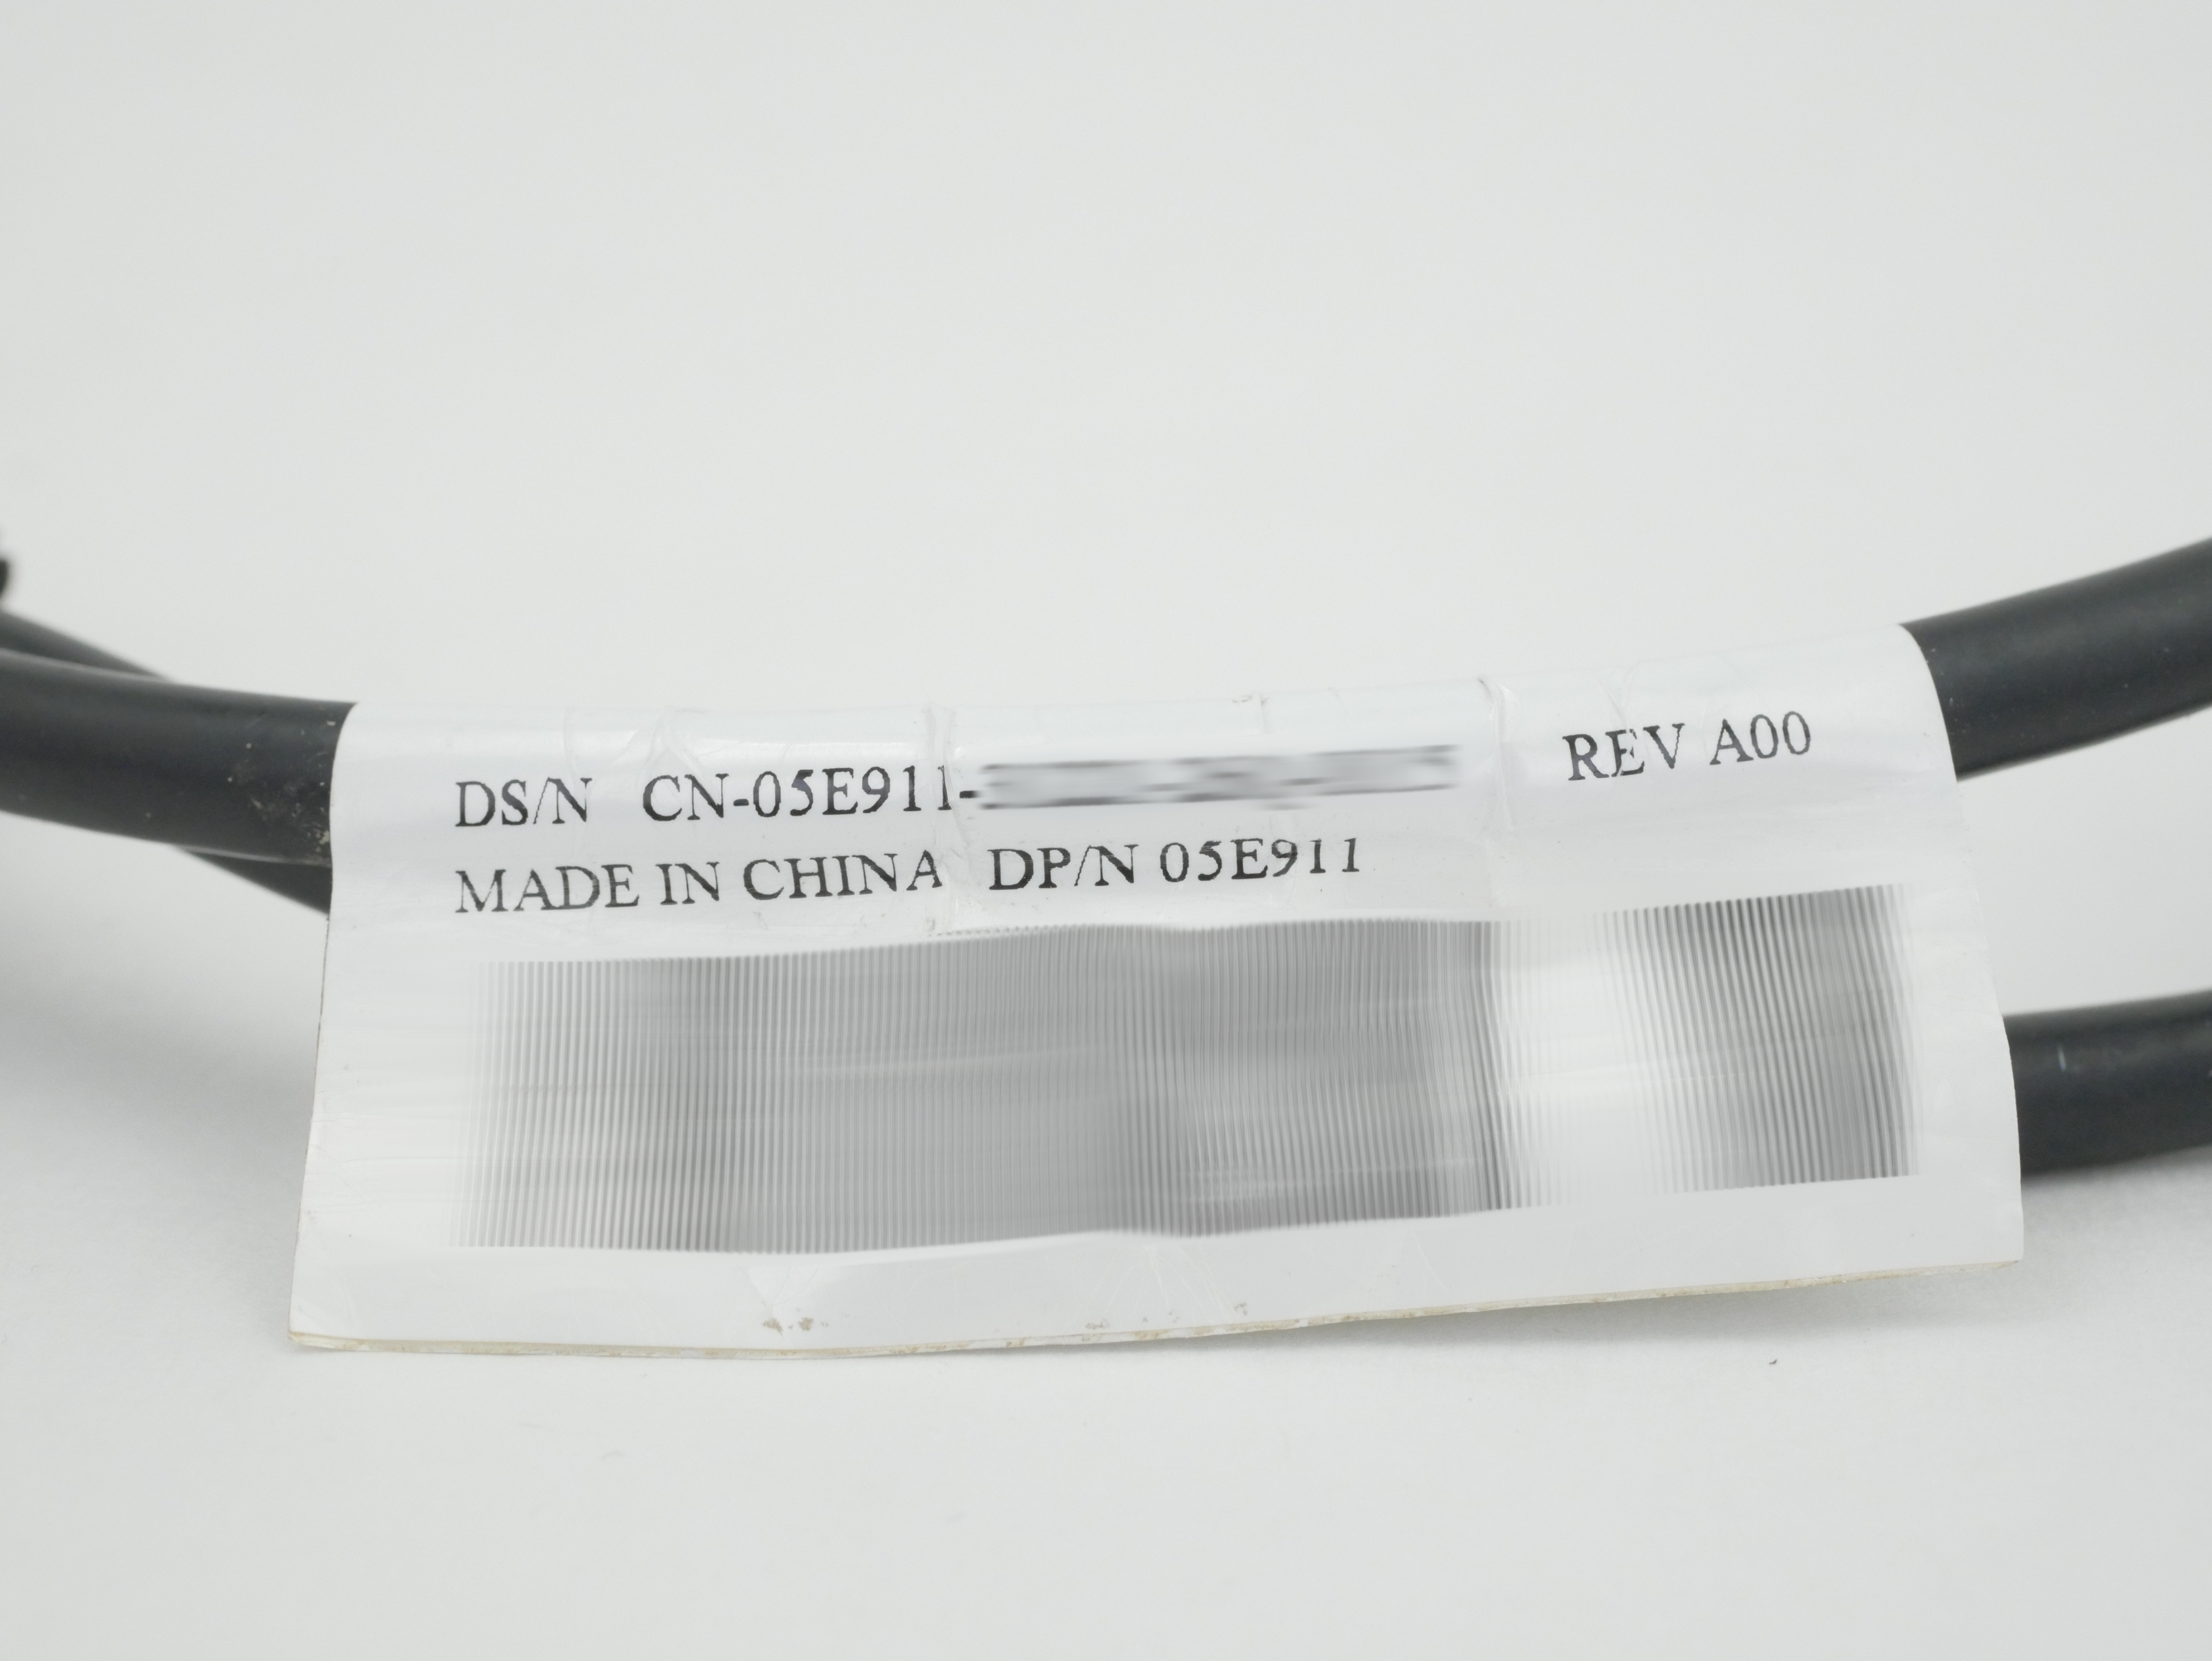 DS/N CN-05E911- REV A00
MADE IN CHINA DP/N 05E911